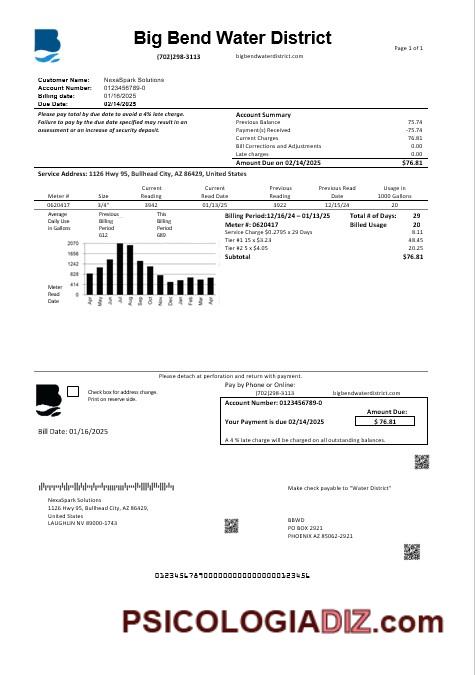 Big Bend Water District
Page 1 of 1
(702)298-3113 bigbendwaterdistrict.com
Customer Name: NexaSpark Solutions
Account Number: 0123456789-0
Billing date: 01/16/2025
Due Date: 02/14/2025
Please pay total by due date to avoid a 4% late charge.
Failure to pay by the due date specified may result in an
assessment or an increase of security deposit.
Account Summary
Previous Balance 75.74
Payment(s) Received -75.74
Current Charges 76.81
Bill Corrections and Adjustments 0.00
Late charges 0.00
Amount Due on 02/14/2025 $76.81
Service Address: 1126 Hwy 95, Bullhead City, AZ 86429, United States
Meter # Size Current Reading Current Read Date Previous Reading Previous Read Date Usage in 1000 Gallons
0620417 3/4" 3942 01/13/25 3922 12/15/24 20
Average Daily Use in Gallons
Previous Billing Period 612
This Billing Period 689
2070
1656
1242
828
414
0
Meter Read Date
Apr May Jun Jul Aug Sep Oct Nov Dec Jan Feb Mar Apr
Billing Period:12/16/24 – 01/13/25 Total # of Days: 29
Meter #: 0620417 Billed Usage 20
Service Charge $0.2795 x 29 Days 8.11
Tier #1 15 x $3.23 48.45
Tier #2 5 x $4.05 20.25
Subtotal $76.81
Please detach at perforation and return with payment.
Check box for address change.
Print on reserve side.
Bill Date: 01/16/2025
Pay by Phone or Online:
(702)298-3113 bigbendwaterdistrict.com
Account Number: 0123456789-0
Amount Due:
Your Payment is due 02/14/2025 $ 76.81
A 4 % late charge will be charged on all outstanding balances.
Make check payable to "Water District"
NexaSpark Solutions
1126 Hwy 95, Bullhead City, AZ 86429,
United States
LAUGHLIN NV 89000-1743
BBWD
PO BOX 2921
PHOENIX AZ 85062-2921
PSICOLOGIADIZ.com